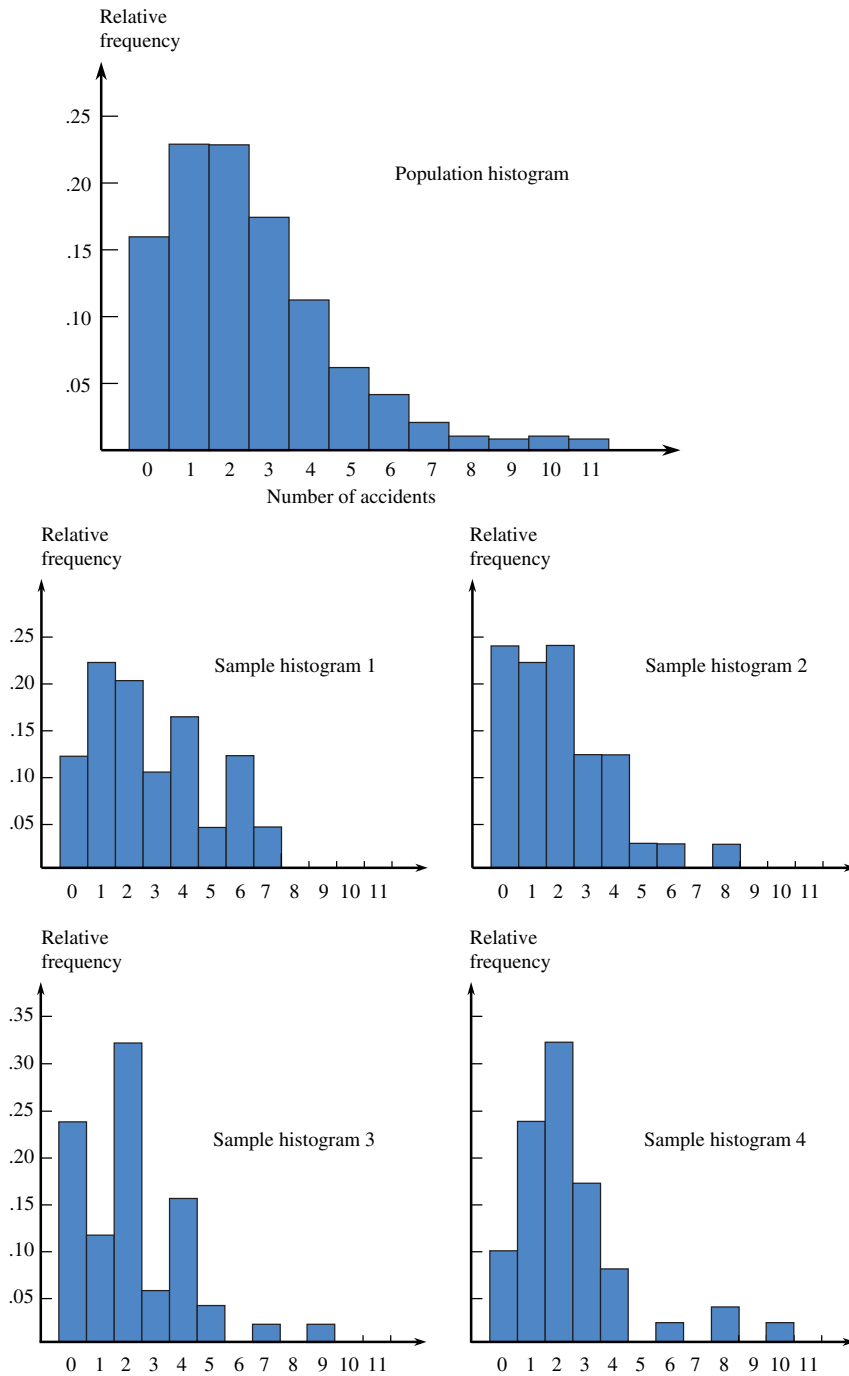 Relative
frequency
.25
.20
.15
.10
.05
Population histogram
0 1 2 3 4 5 6 7 8 9 10 11
Number of accidents
Relative
frequency
.25
.20
.15
.10
.05
Sample histogram 1
0 1 2 3 4 5 6 7 8 9 10 11
Relative
frequency
Sample histogram 2
0 1 2 3 4 5 6 7 8 9 10 11
Relative
frequency
.35
.30
.25
.20
.15
.10
.05
Sample histogram 3
0 1 2 3 4 5 6 7 8 9 10 11
Relative
frequency
Sample histogram 4
0 1 2 3 4 5 6 7 8 9 10 11